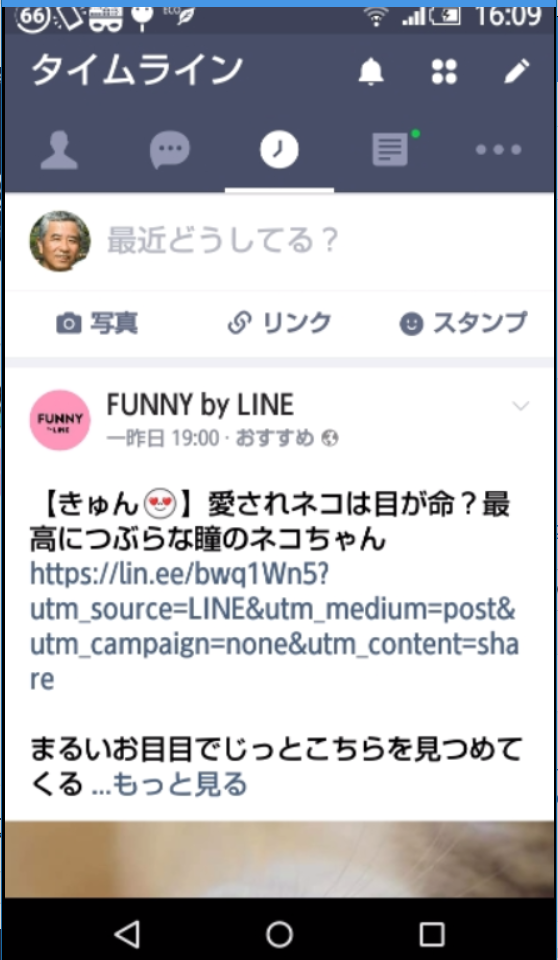 66 ECO 16:09
タイムライン
最近どうしてる？
写真 リンク スタンプ
FUNNY by LINE
FUNNY
by LINE
一昨日 19:00・おすすめ
【きゅん😍】愛されネコは目が命？最
高につぶらな瞳のネコちゃん
https://lin.ee/bwq1Wn5?
utm_source=LINE&utm_medium=post&
utm_campaign=none&utm_content=sha
re
まるいお目目でじっとこちらを見つめて
くる ...もっと見る